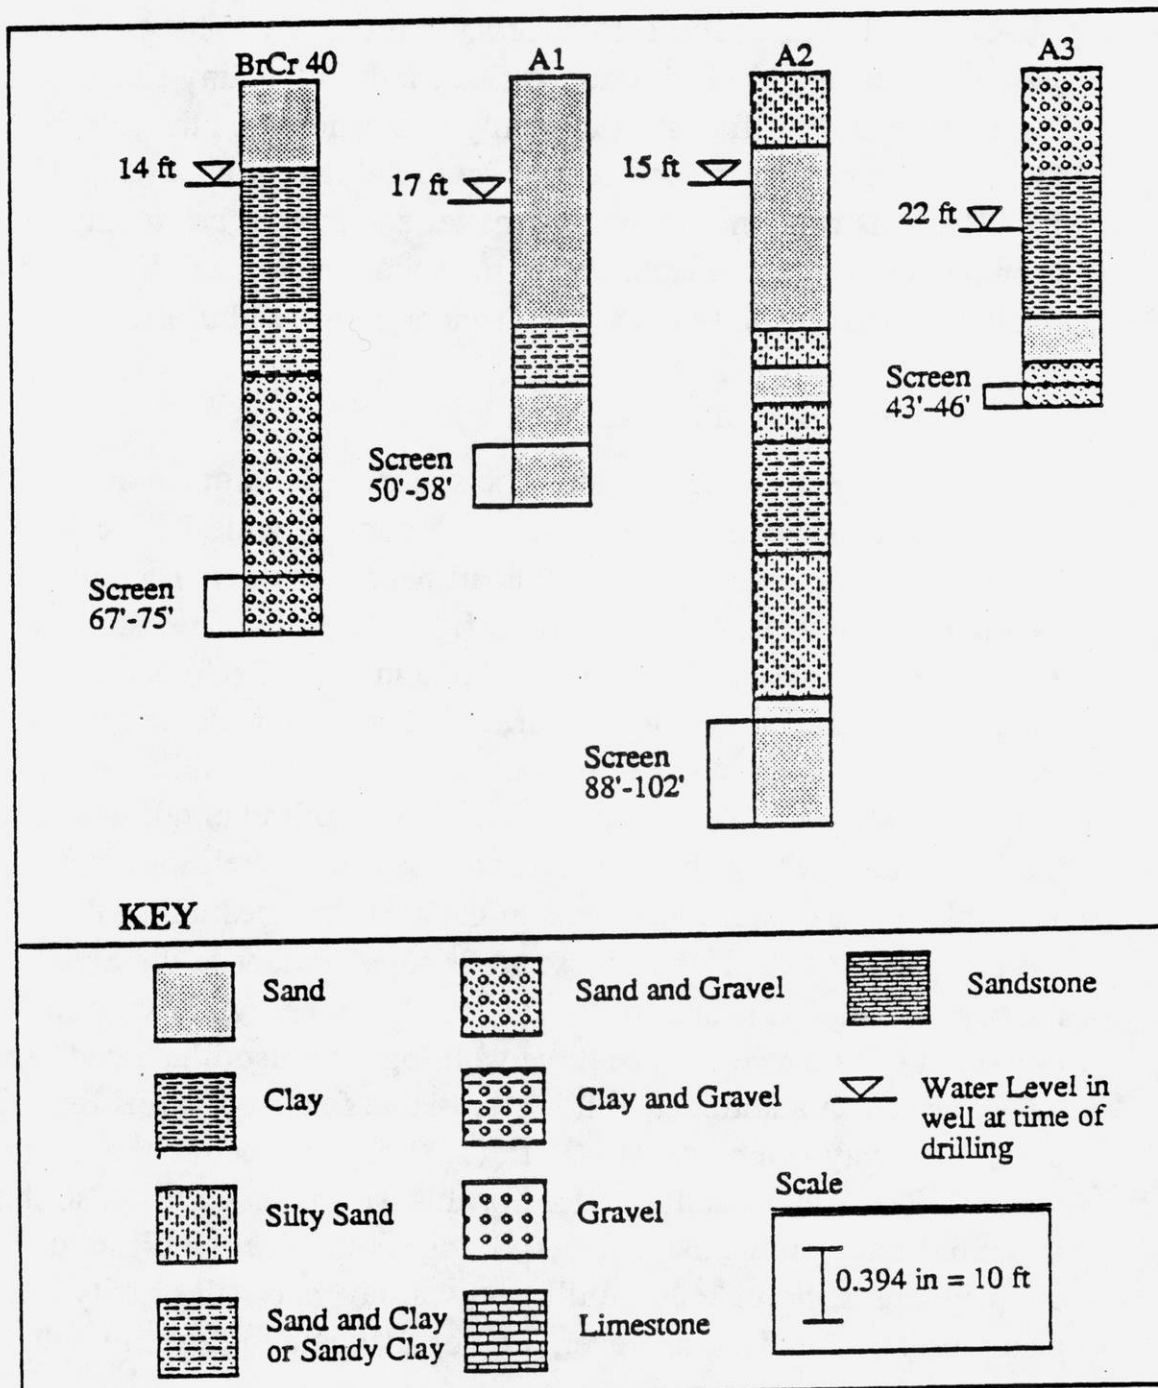 BrCr 40
A1
A2
A3
14 ft
17 ft
15 ft
22 ft
Screen
43'-46'
Screen
50'-58'
Screen
67'-75'
Screen
88'-102'
KEY
Sand
Sand and Gravel
Sandstone
Clay
Clay and Gravel
Water Level in
well at time of
drilling
Silty Sand
Gravel
Scale
0.394 in = 10 ft
Sand and Clay
or Sandy Clay
Limestone